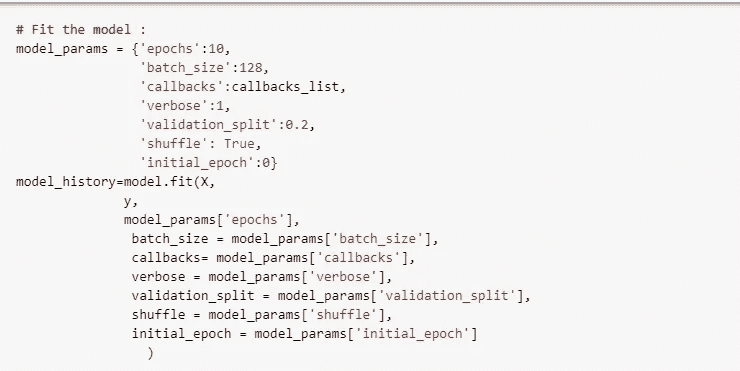 # Fit the model :
model_params = {'epochs':10,
                'batch_size':128,
                'callbacks':callbacks_list,
                'verbose':1,
                'validation_split':0.2,
                'shuffle': True,
                'initial_epoch':0}
model_history=model.fit(X,
              y,
              model_params['epochs'],
               batch_size = model_params['batch_size'],
               callbacks= model_params['callbacks'],
               verbose = model_params['verbose'],
               validation_split = model_params['validation_split'],
               shuffle = model_params['shuffle'],
               initial_epoch = model_params['initial_epoch']
                 )